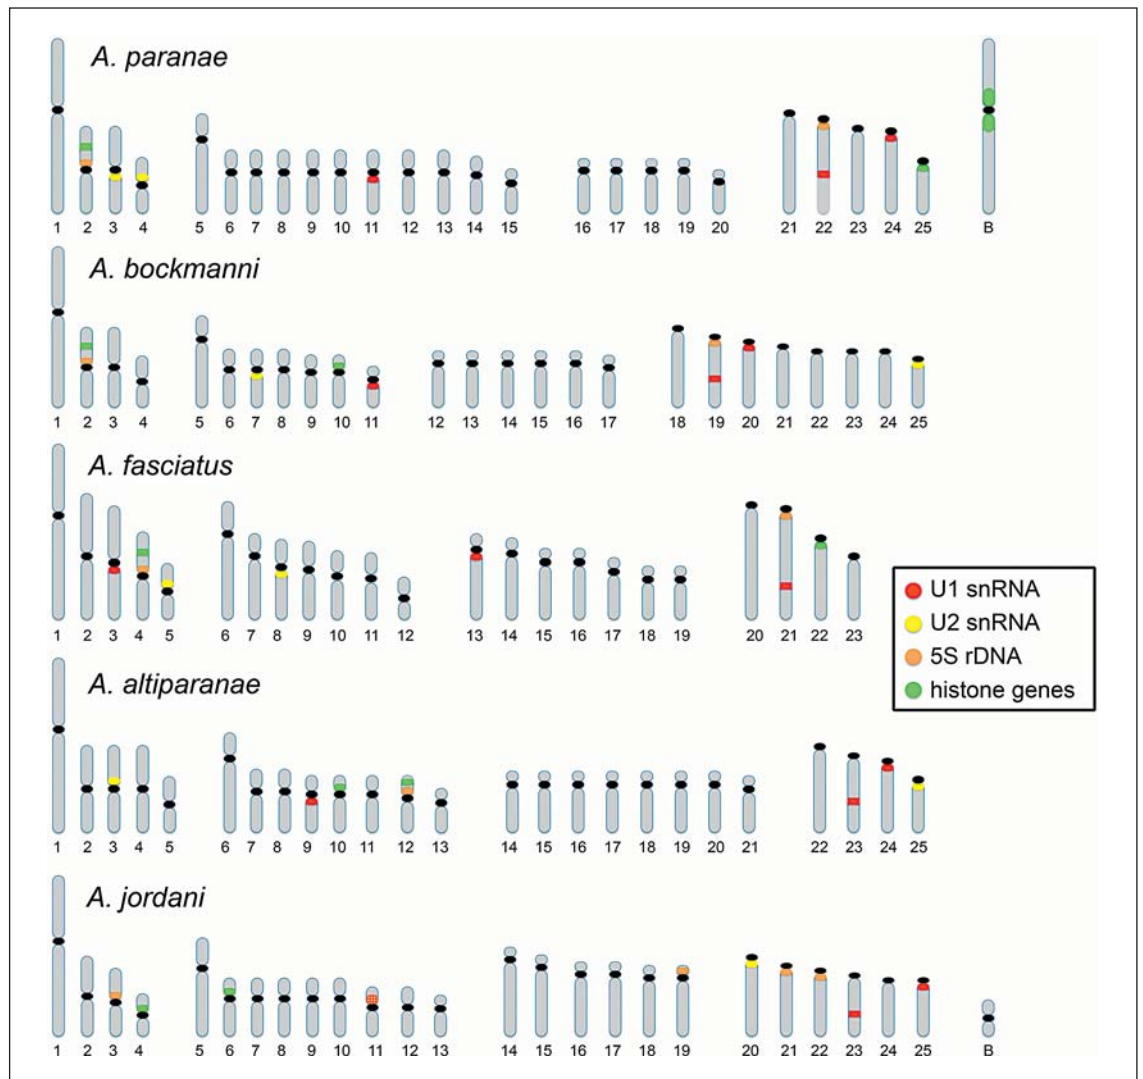 A. paranae
1 2 3 4 5 6 7 8 9 10 11 12 13 14 15 16 17 18 19 20 21 22 23 24 25 B
A. bockmanni
1 2 3 4 5 6 7 8 9 10 11 12 13 14 15 16 17 18 19 20 21 22 23 24 25
A. fasciatus
1 2 3 4 5 6 7 8 9 10 11 12 13 14 15 16 17 18 19 20 21 22 23
U1 snRNA
U2 snRNA
5S rDNA
histone genes
A. altiparanae
1 2 3 4 5 6 7 8 9 10 11 12 13 14 15 16 17 18 19 20 21 22 23 24 25
A. jordani
1 2 3 4 5 6 7 8 9 10 11 12 13 14 15 16 17 18 19 20 21 22 23 24 25 B